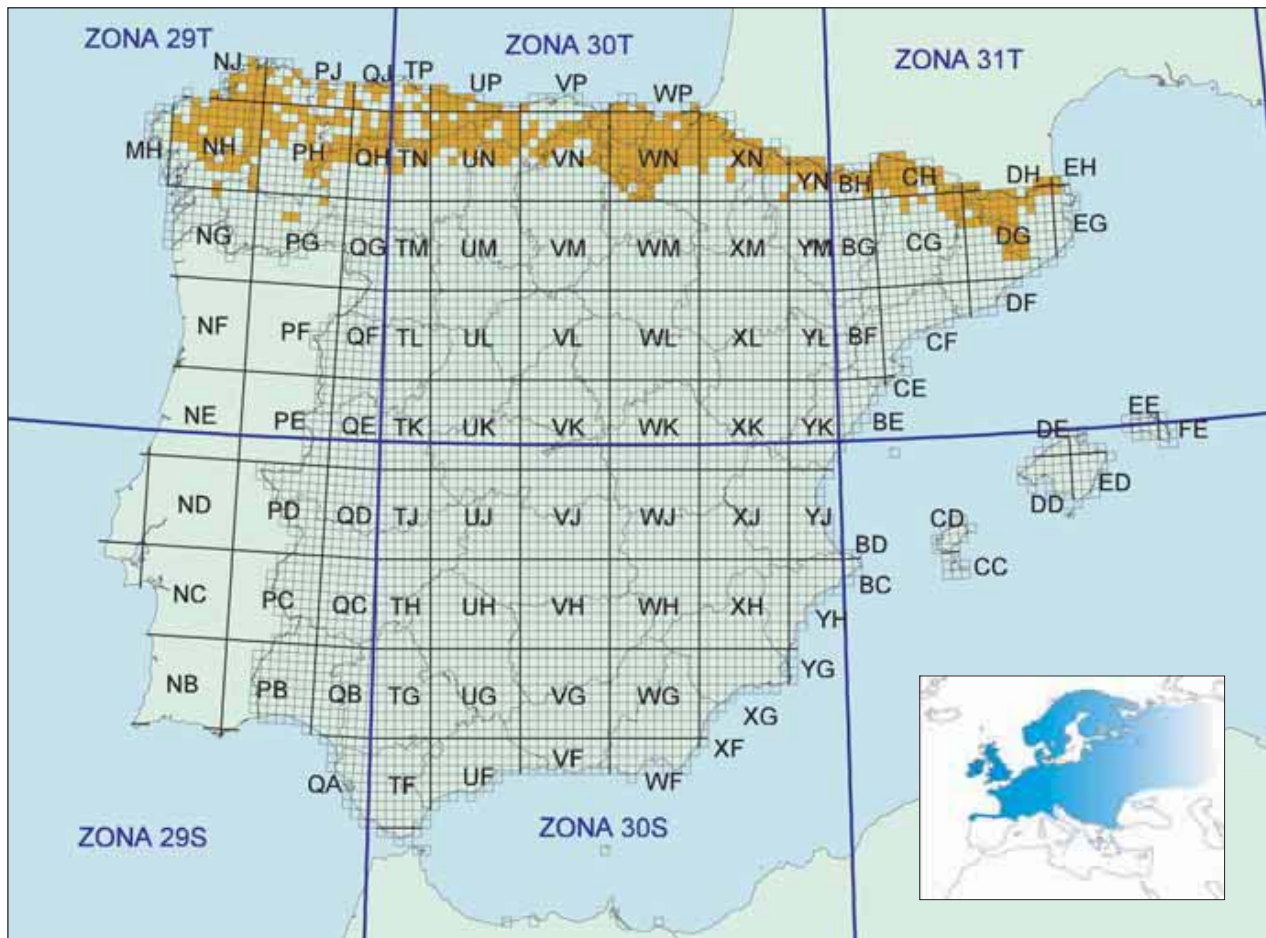 ZONA 29T
ZONA 30T
ZONA 31T
NJ PJ QJ TP UP VP WP
MH NH PH QH TN UN VN WN XN YN BH CH DH EH
NG PG QG TM UM VM WM XM YM BG CG DG EG
NF PF QF TL UL VL WL XL YL BF CF DF
NE PE QE TK UK VK WK XK YK BE CE DE EE FE
ND PD QD TJ UJ VJ WJ XJ YJ BD CD DD ED
NC PC QC TH UH VH WH XH YH BC CC
NB PB QB TG UG VG WG XG YG
QA TF UF VF WF XF
ZONA 29S
ZONA 30S